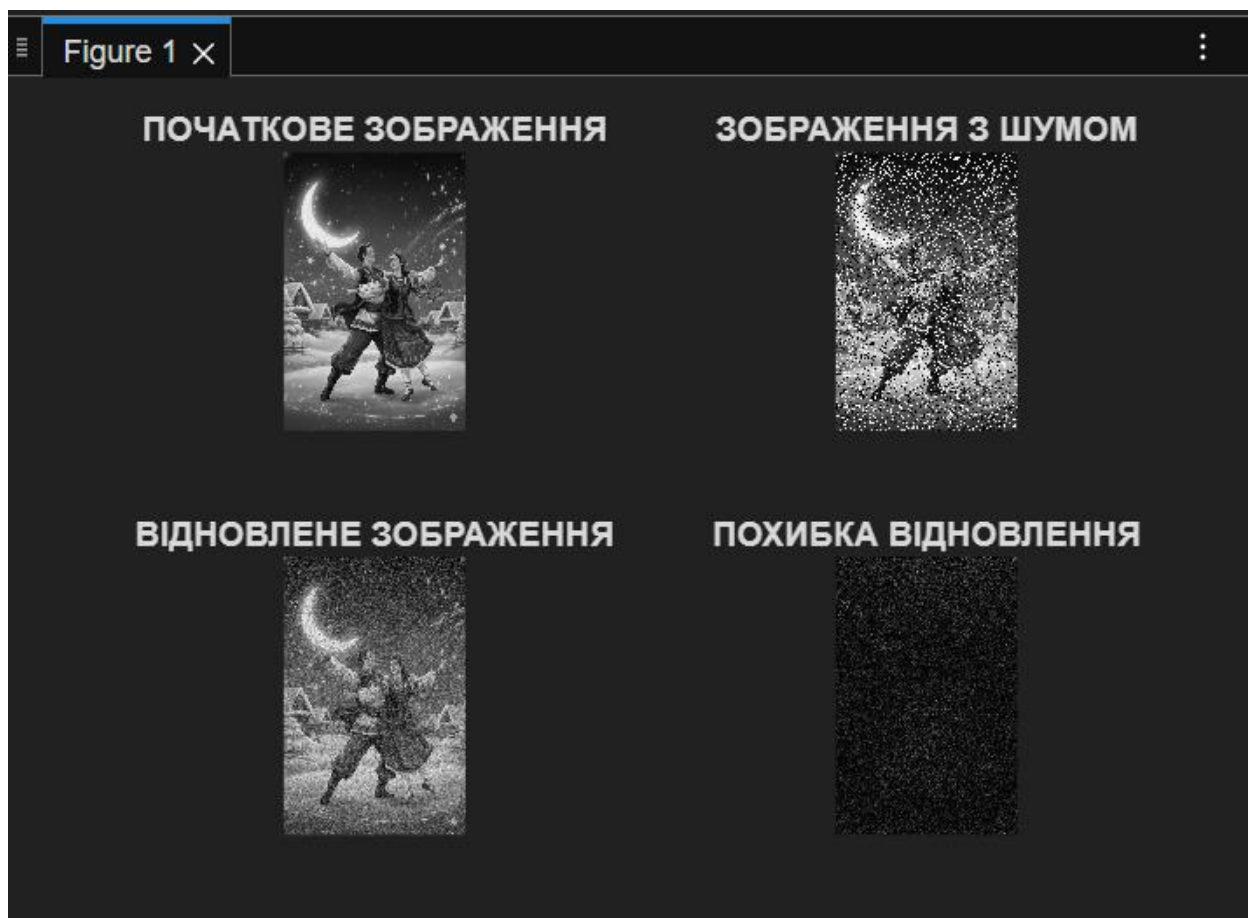 Figure 1
ПОЧАТКОВЕ ЗОБРАЖЕННЯ
ЗОБРАЖЕННЯ З ШУМОМ
ВІДНОВЛЕНЕ ЗОБРАЖЕННЯ
ПОХИБКА ВІДНОВЛЕННЯ